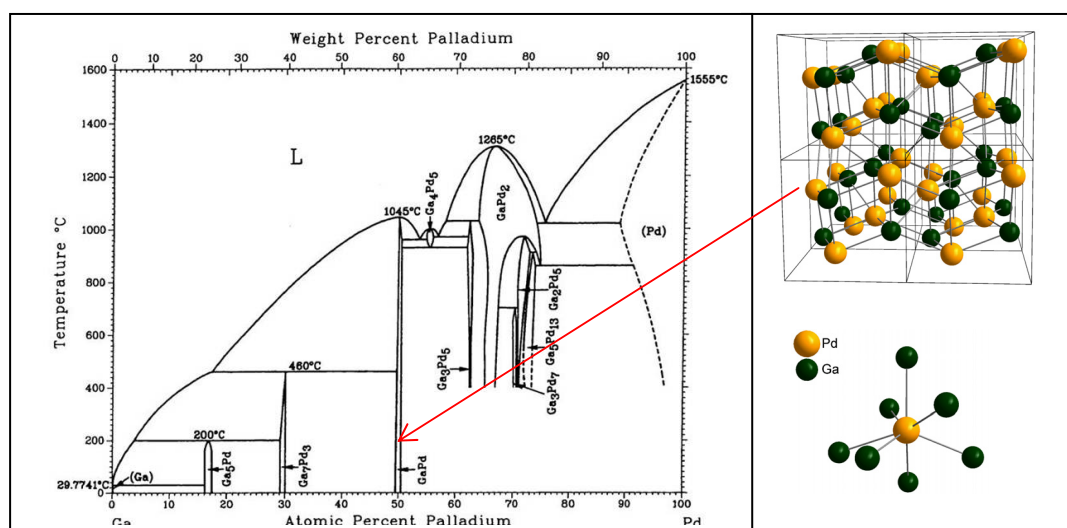 Weight Percent Palladium
0 10 20 30 40 50 60 70 80 90 100
1600
1400
1200
1000
800
600
400
200
0
Temperature °C
L
1555°C
1265°C
1045°C
Ga4Pd5
GaPd2
(Pd)
Ga2Pd5
Ga5Pd13
Ga3Pd5
Ga3Pd7
460°C
200°C
Ga5Pd
Ga7Pd3
GaPd
29.7741°C
(Ga)
0 10 20 30 40 50 60 70 80 90 100
Ga Atomic Percent Palladium Pd
Pd
Ga